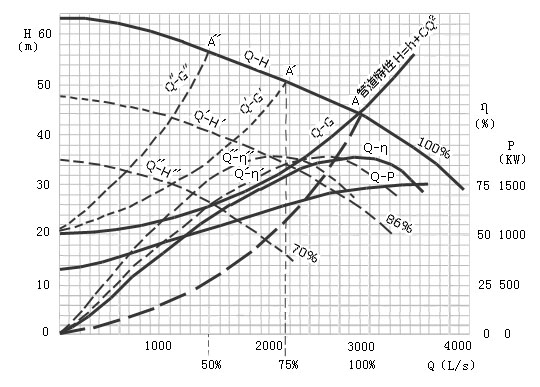 H 60
(m)
50
40
30
20
10
0
A″
A′
A
Q″-G″
Q-H
Q′-G′
管道特性 H=h+CQ²
Q′-H′
Q-G
Q″-H″
Q″-η″
Q′-η′
Q-η
Q-P
100%
86%
70%
η
(%)
P
(KW)
75 1500
50 1000
25 500
0 0
1000 2000 3000 4000
50% 75% 100% Q (L/s)